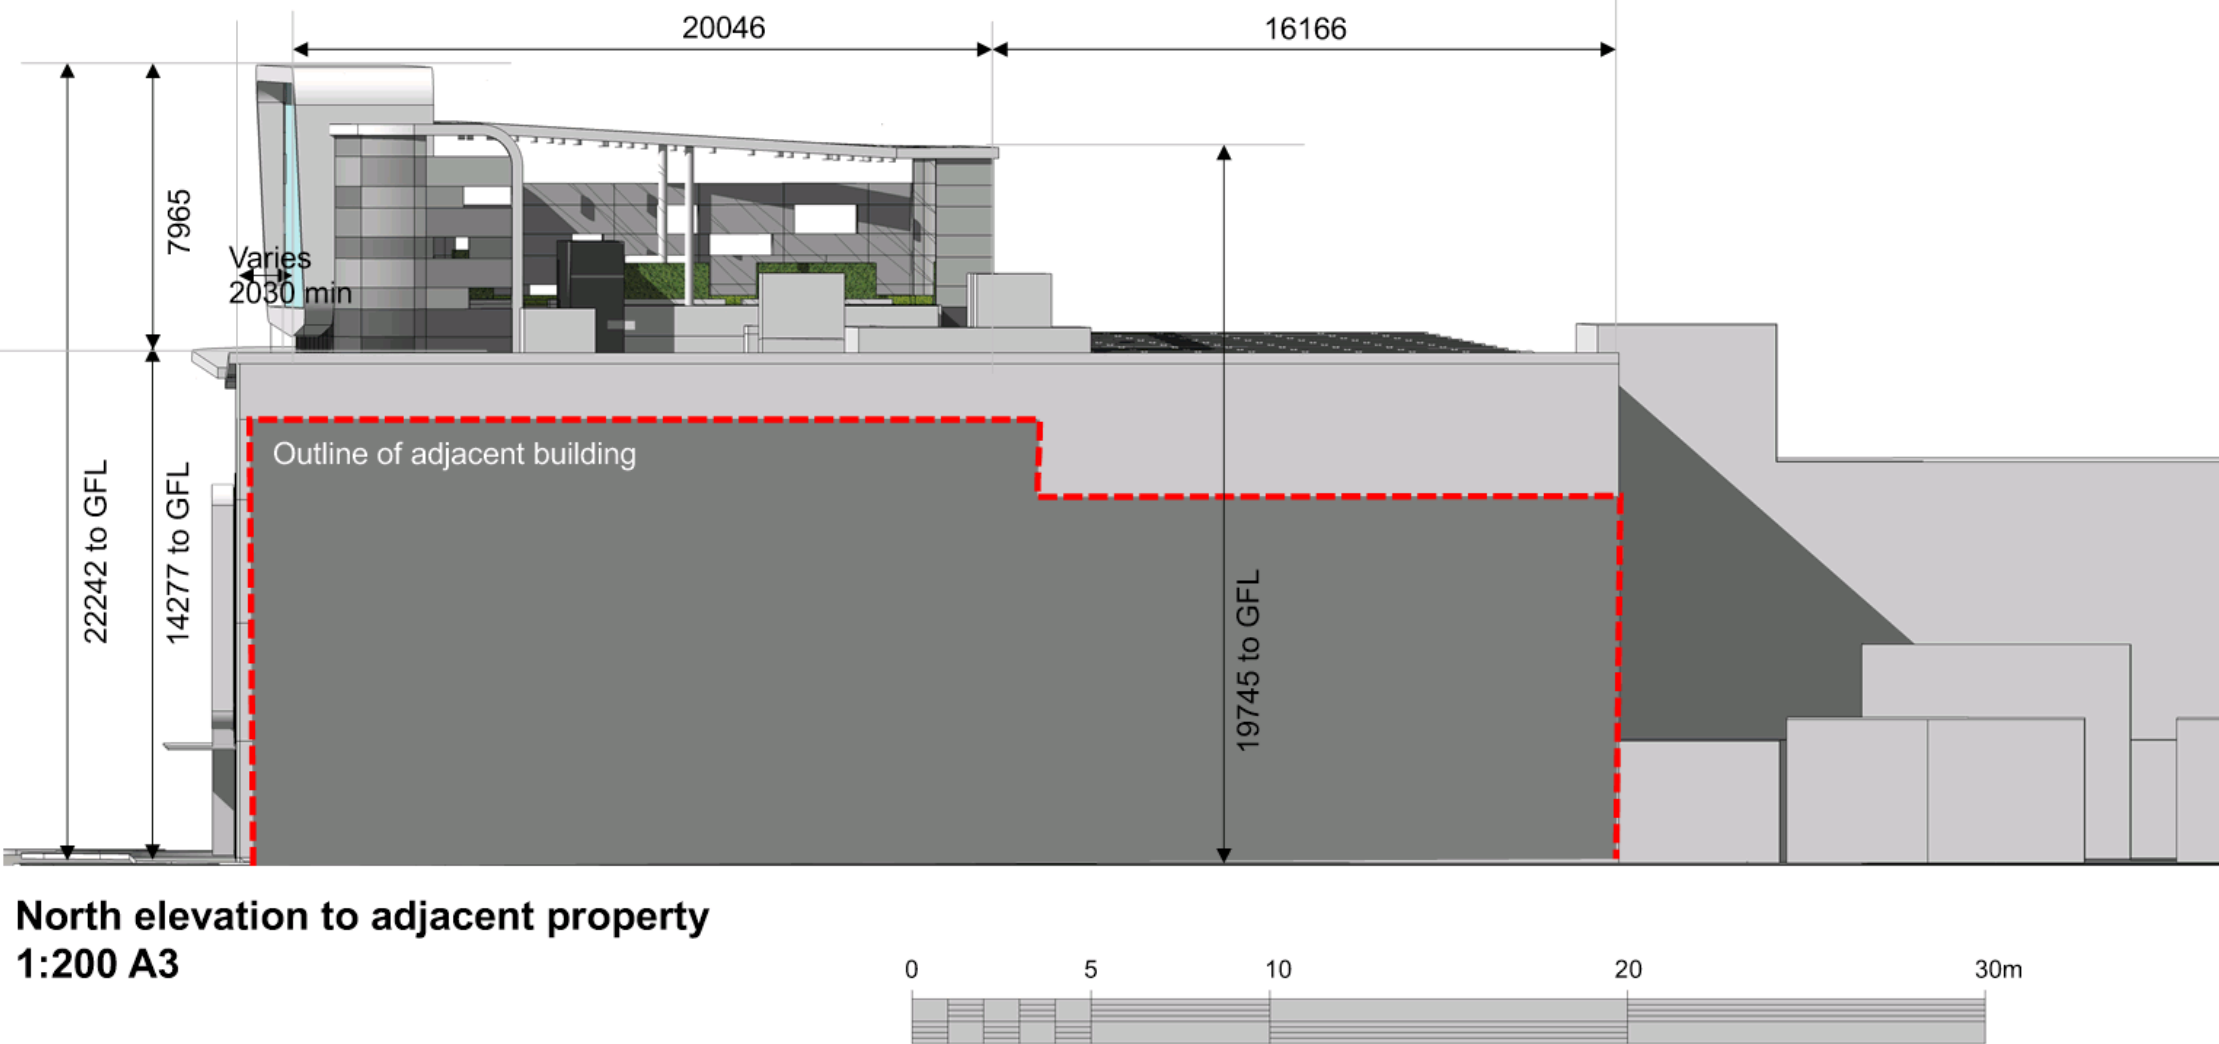 20046
16166
7965
Varies
2030 min
Outline of adjacent building
22242 to GFL
14277 to GFL
19745 to GFL
North elevation to adjacent property
1:200 A3
0 5 10 20 30m